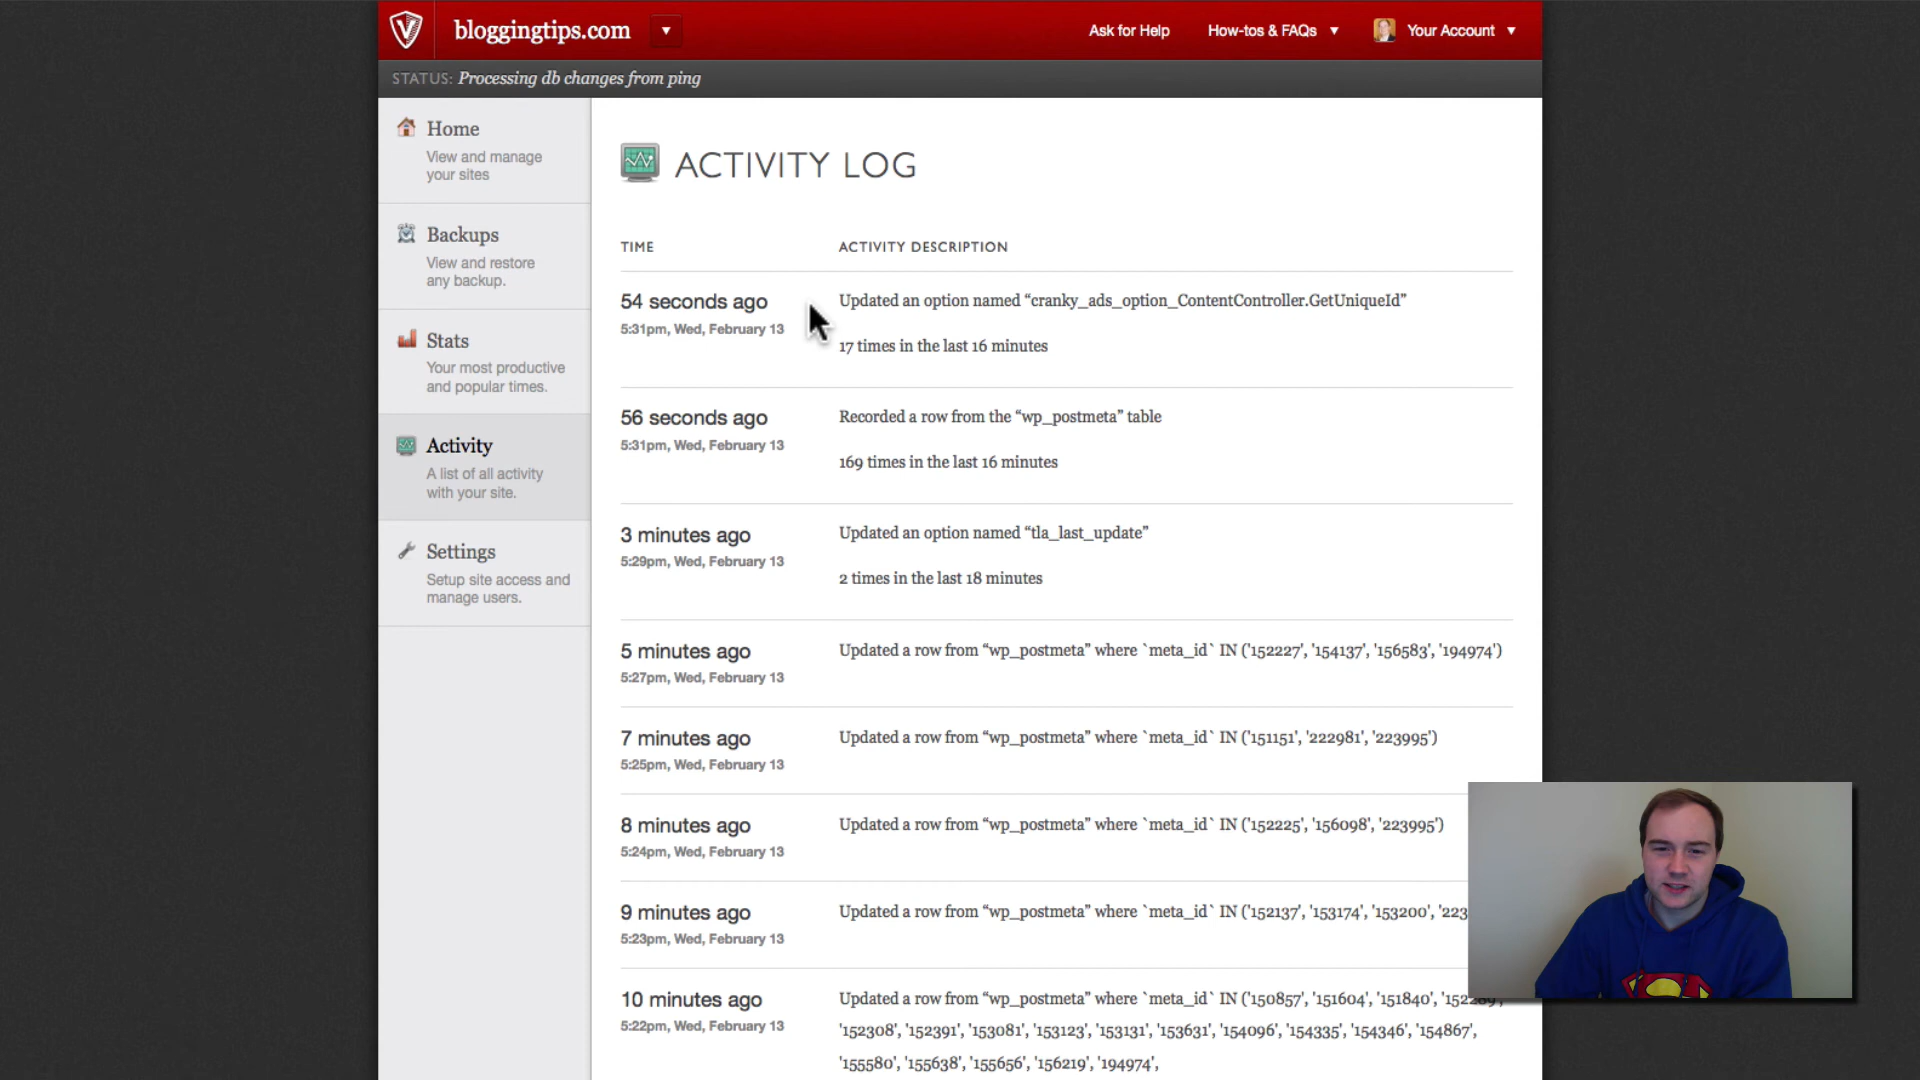 bloggingtips.com
Ask for Help
How-tos & FAQs
Your Account
STATUS: Processing db changes from ping
Home
View and manage
your sites
Backups
View and restore
any backup.
Stats
Your most productive
and popular times.
Activity
A list of all activity
with your site.
Settings
Setup site access and
manage users.
ACTIVITY LOG
TIME
ACTIVITY DESCRIPTION
54 seconds ago
5:31pm, Wed, February 13
Updated an option named “cranky_ads_option_ContentController.GetUniqueId”
17 times in the last 16 minutes
56 seconds ago
5:31pm, Wed, February 13
Recorded a row from the “wp_postmeta” table
169 times in the last 16 minutes
3 minutes ago
5:29pm, Wed, February 13
Updated an option named “tla_last_update”
2 times in the last 18 minutes
5 minutes ago
5:27pm, Wed, February 13
Updated a row from “wp_postmeta” where `meta_id` IN ('152227', '154137', '156583', '194974')
7 minutes ago
5:25pm, Wed, February 13
Updated a row from “wp_postmeta” where `meta_id` IN ('151151', '222981', '223995')
8 minutes ago
5:24pm, Wed, February 13
Updated a row from “wp_postmeta” where `meta_id` IN ('152225', '156098', '223995')
9 minutes ago
5:23pm, Wed, February 13
Updated a row from “wp_postmeta” where `meta_id` IN ('152137', '153174', '153200',
10 minutes ago
5:22pm, Wed, February 13
Updated a row from “wp_postmeta” where `meta_id` IN ('150857', '151604', '151840',
'152308', '152391', '153081', '153123', '153131', '153631', '154096', '154335', '154346', '154867',
'155580', '155638', '155656', '156219', '194974',